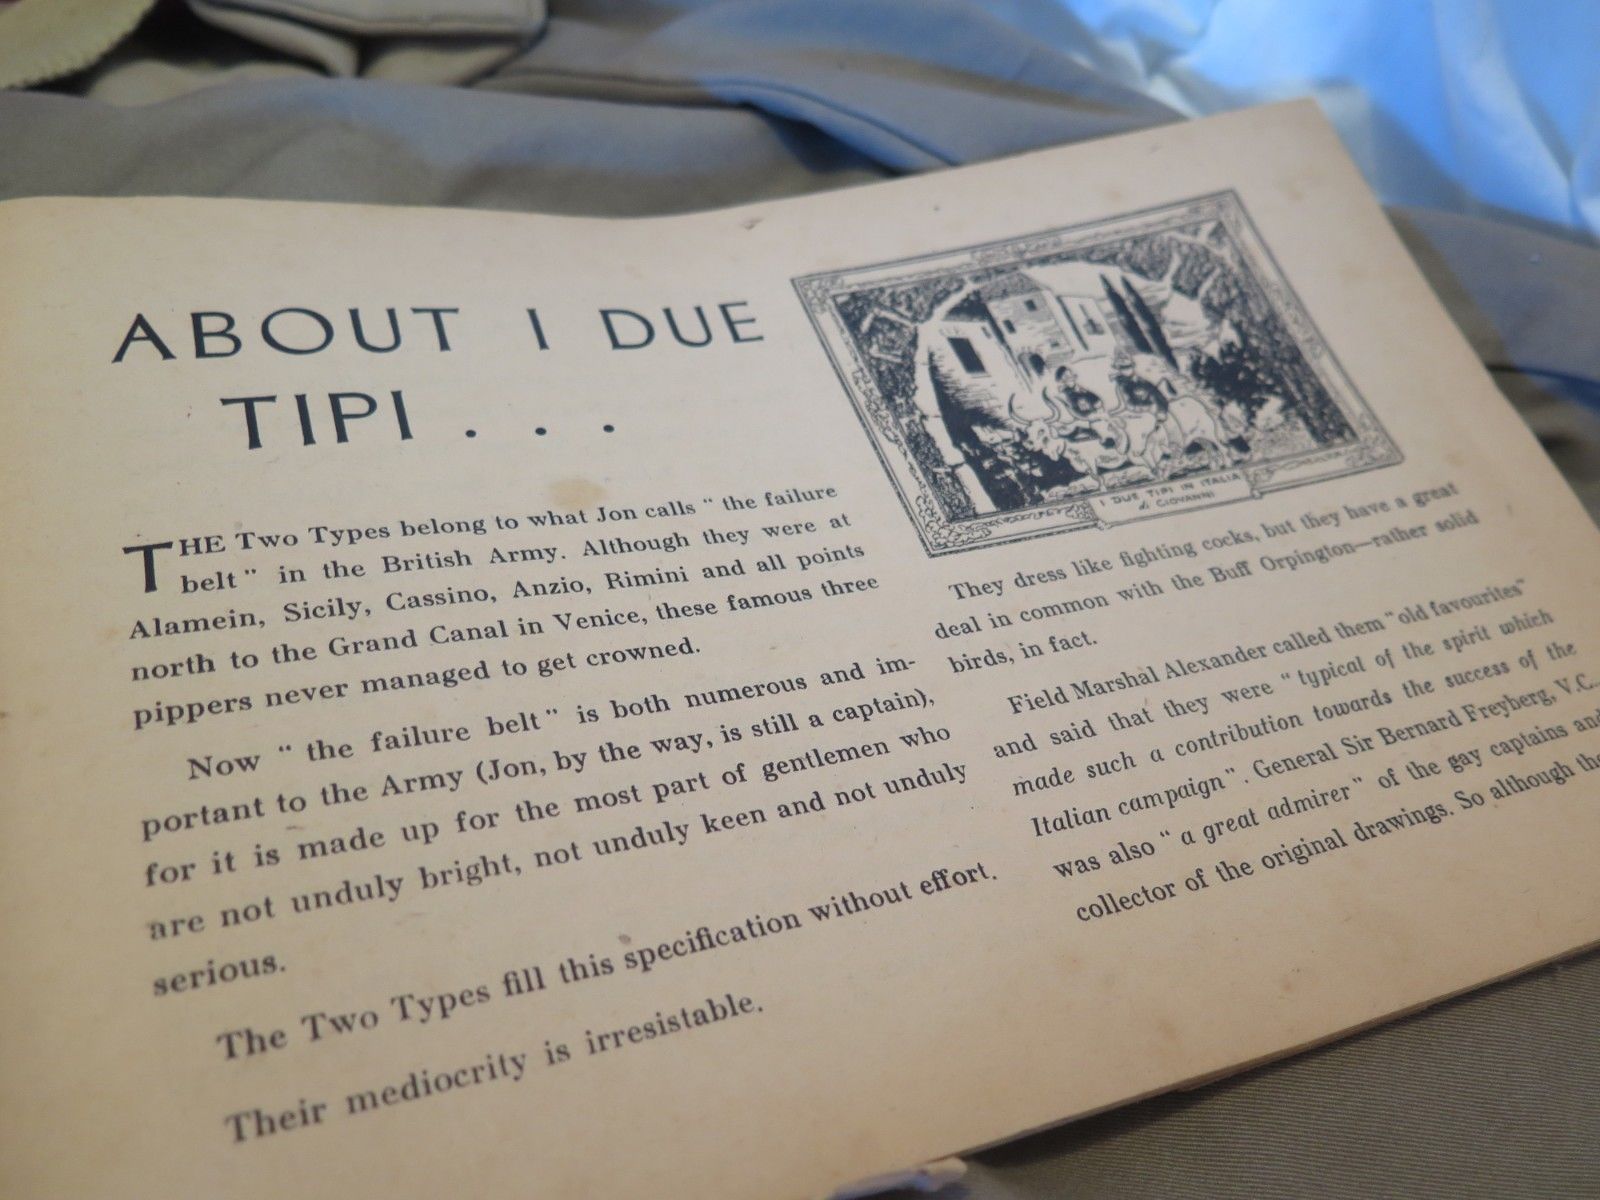 ABOUT I DUE
TIPI . . .
THE Two Types belong to what Jon calls “ the failure
belt ” in the British Army. Although they were at
Alamein, Sicily, Cassino, Anzio, Rimini and all points
north to the Grand Canal in Venice, these famous three
pippers never managed to get crowned.
Now “ the failure belt ” is both numerous and im-
portant to the Army (Jon, by the way, is still a captain),
for it is made up for the most part of gentlemen who
are not unduly bright, not unduly keen and not unduly
serious.
The Two Types fill this specification without effort.
Their mediocrity is irresistable.
I DUE TIPI IN ITALIA
di GIOVANNI
They dress like fighting cocks, but they have a great
deal in common with the Buff Orpington—rather solid
birds, in fact.
Field Marshal Alexander called them “old favourites”
and said that they were “ typical of the spirit which
made such a contribution towards the success of the
Italian campaign ”. General Sir Bernard Freyberg, V.C.,
was also “ a great admirer ” of the gay captains and
collector of the original drawings. So although the